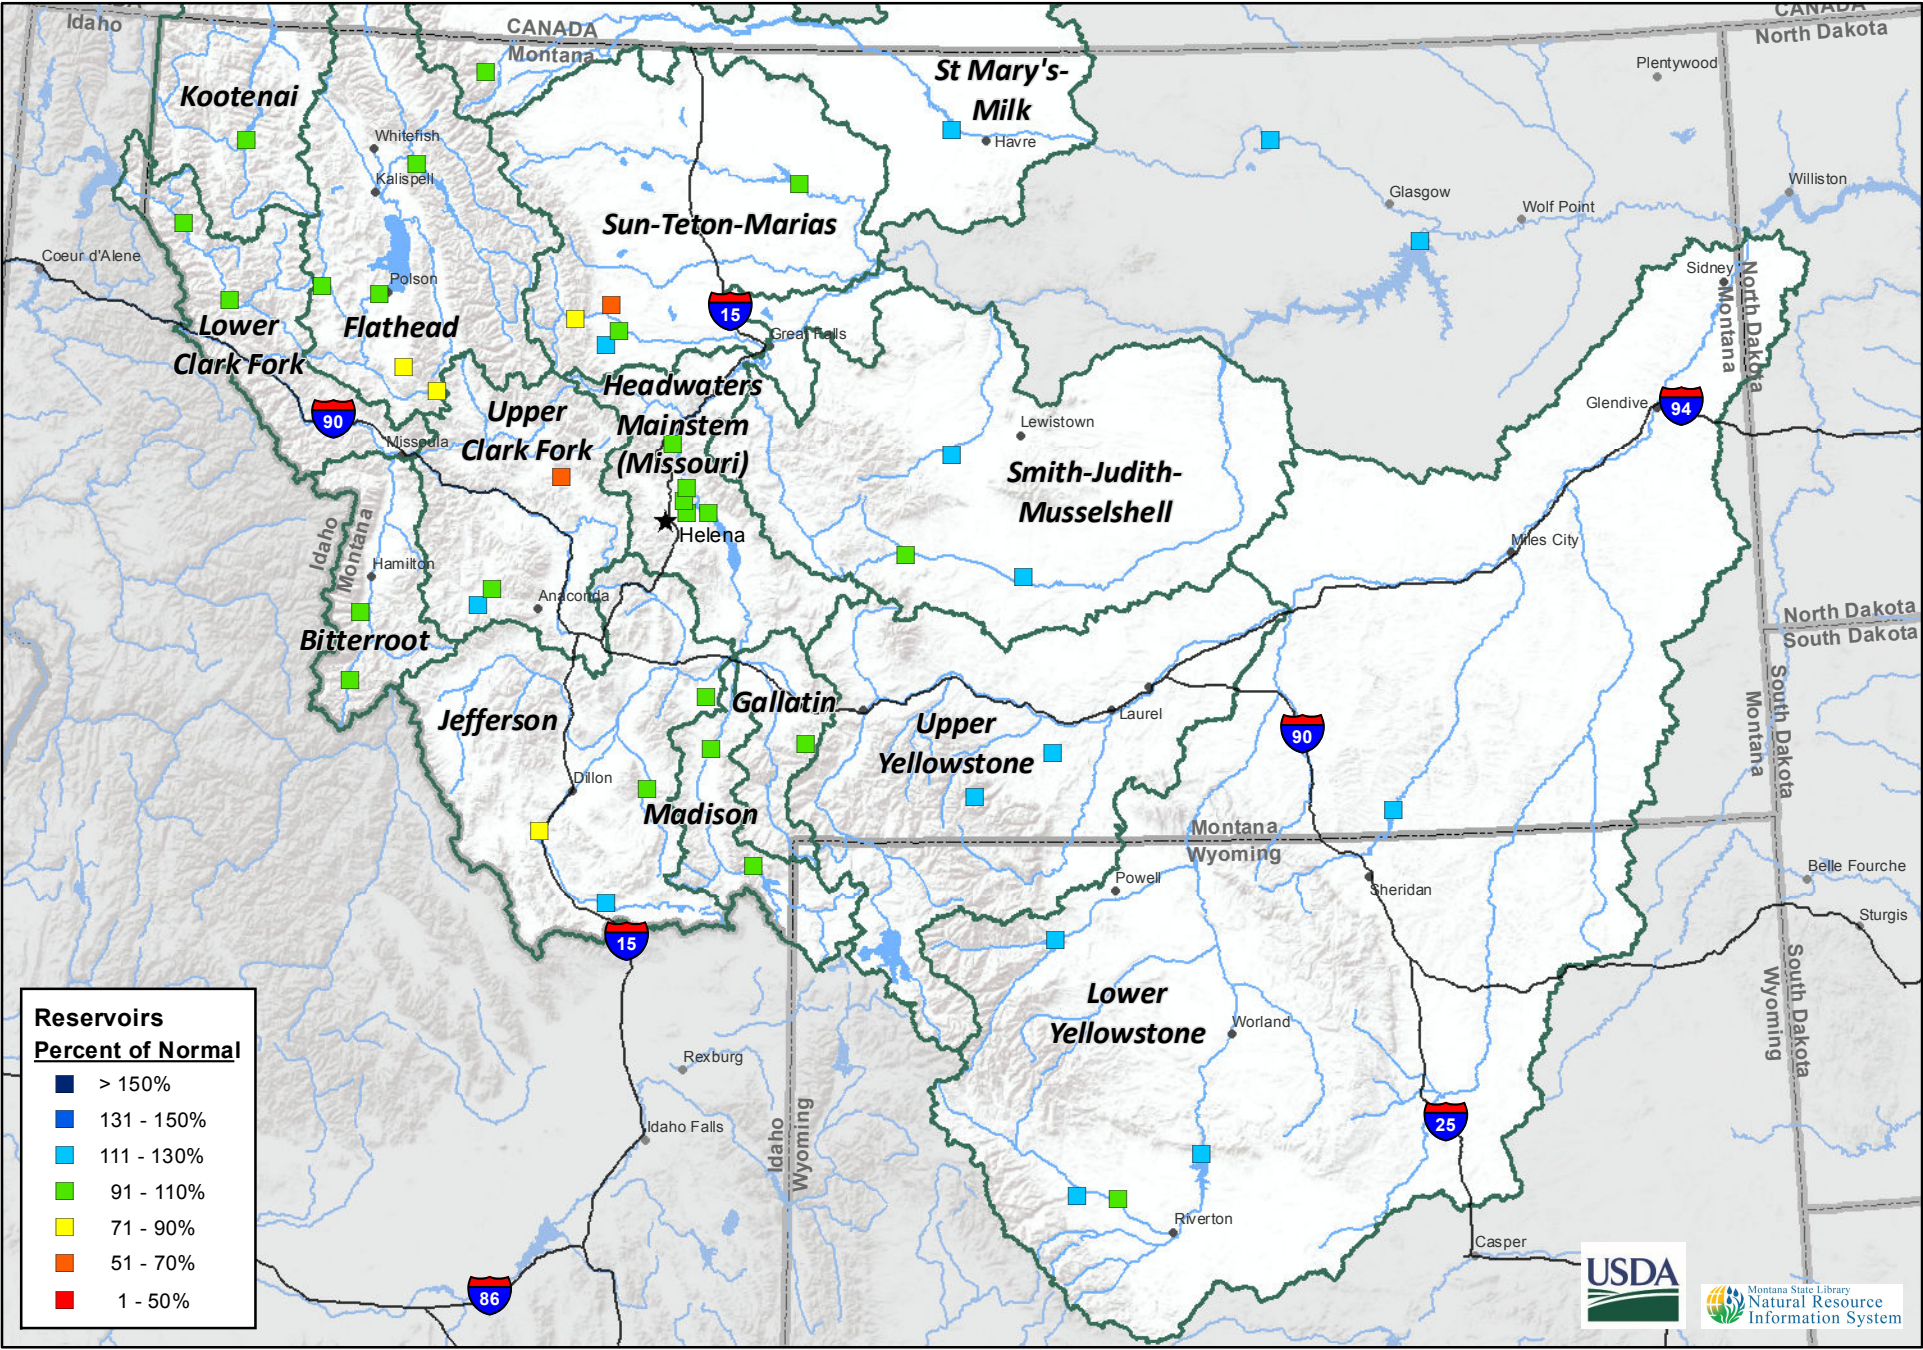 Idaho
CANADA
Montana
CANADA
North Dakota
Kootenai
St Mary's-
Milk
Plentywood
Whitefish
Havre
Kalispell
Glasgow
Williston
Wolf Point
Sun-Teton-Marias
Coeur d'Alene
Polson
Sidney
North Dakota
Montana
15
Lower
Clark Fork
Flathead
Great Falls
Headwaters
Mainstem
(Missouri)
Upper
Clark Fork
90
Missoula
Lewistown
Glendive
94
Smith-Judith-
Musselshell
Idaho
Montana
Helena
Miles City
Hamilton
Anaconda
North Dakota
South Dakota
Bitterroot
Jefferson
Gallatin
Upper
Yellowstone
Laurel
90
South Dakota
Montana
Dillon
Madison
Montana
Wyoming
Powell
Sheridan
Belle Fourche
Sturgis
15
South Dakota
Wyoming
Lower
Yellowstone
Worland
Rexburg
Idaho Falls
Idaho
Wyoming
25
Riverton
Casper
86
Reservoirs
Percent of Normal
> 150%
131 - 150%
111 - 130%
91 - 110%
71 - 90%
51 - 70%
1 - 50%
USDA
Montana State Library
Natural Resource
Information System